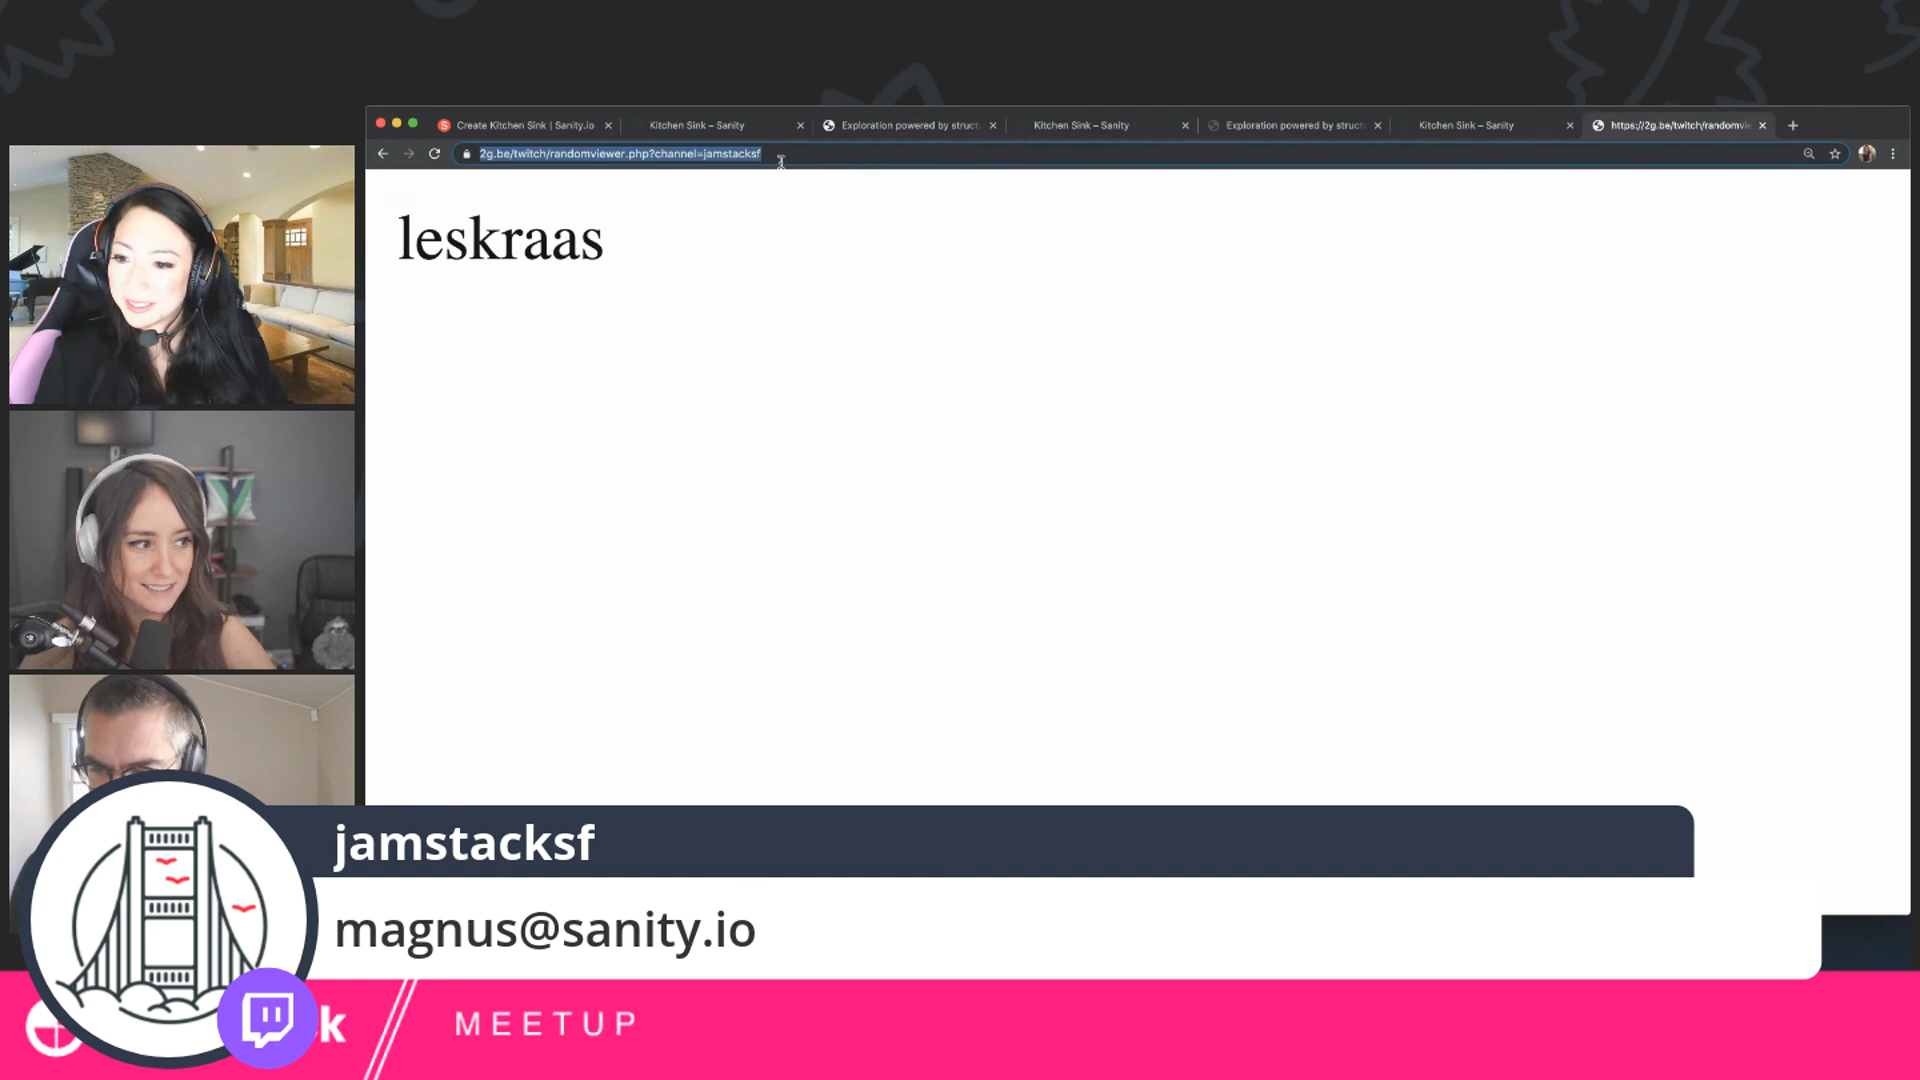 Create Kitchen Sink | Sanity.io
Kitchen Sink – Sanity
Exploration powered by struct
Kitchen Sink – Sanity
Exploration powered by struct
Kitchen Sink – Sanity
https://2g.be/twitch/randomvie
2g.be/twitch/randomviewer.php?channel=jamstacksf
leskraas
jamstacksf
magnus@sanity.io
k
MEETUP